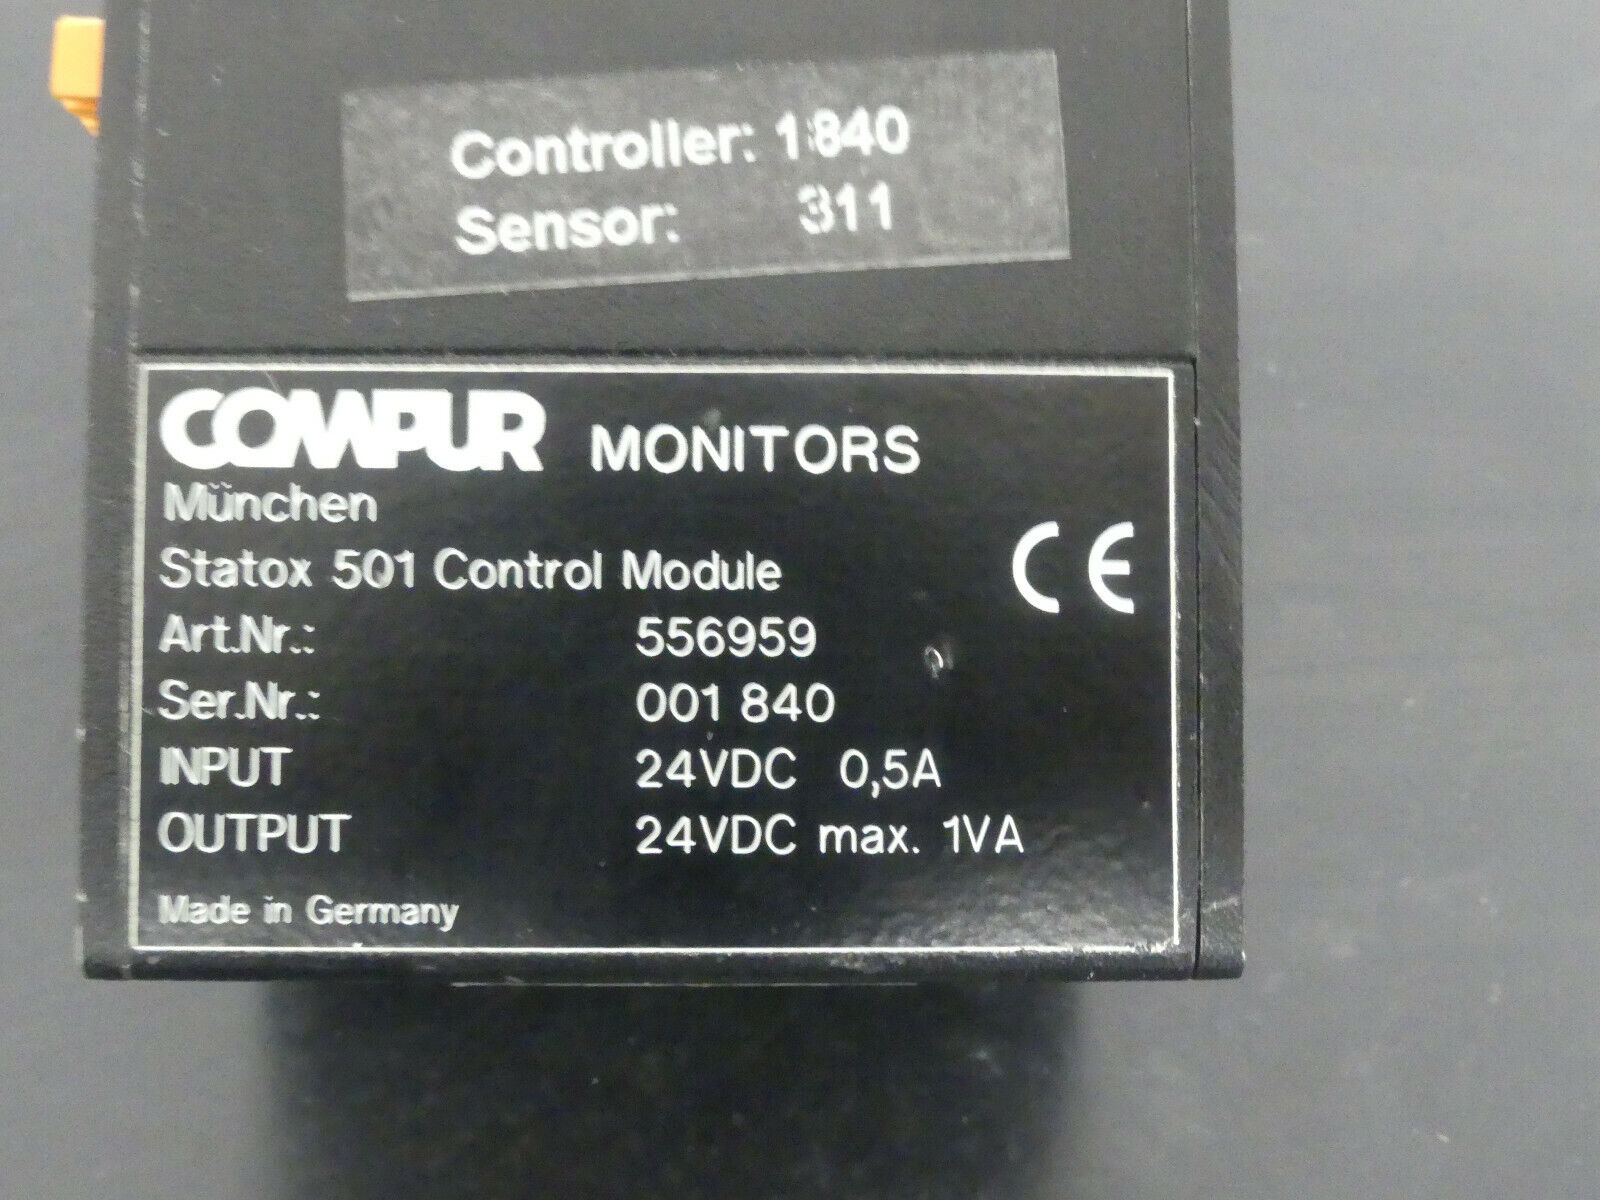 Controller: 1840
Sensor: 311
COMPUR MONITORS
München
Statox 501 Control Module
CE
Art.Nr.: 556959
Ser.Nr.: 001 840
INPUT 24VDC 0,5A
OUTPUT 24VDC max. 1VA
Made in Germany